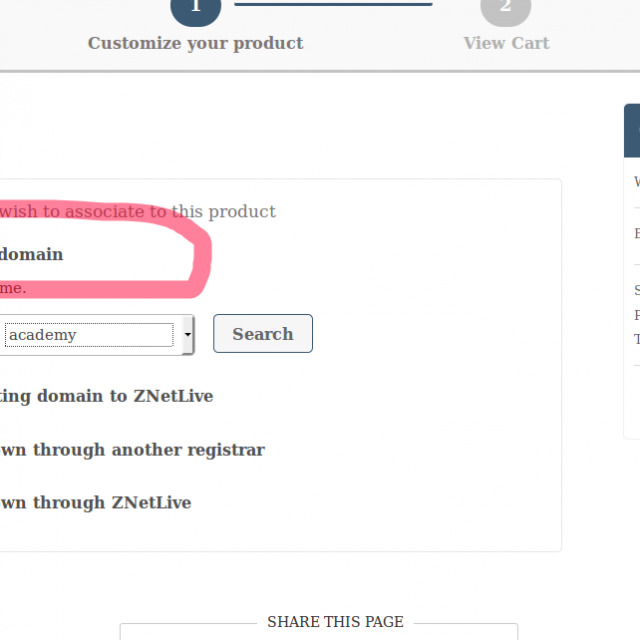 1
2
Customize your product
View Cart
wish to associate to this product
domain
me.
academy
Search
ting domain to ZNetLive
wn through another registrar
wn through ZNetLive
SHARE THIS PAGE